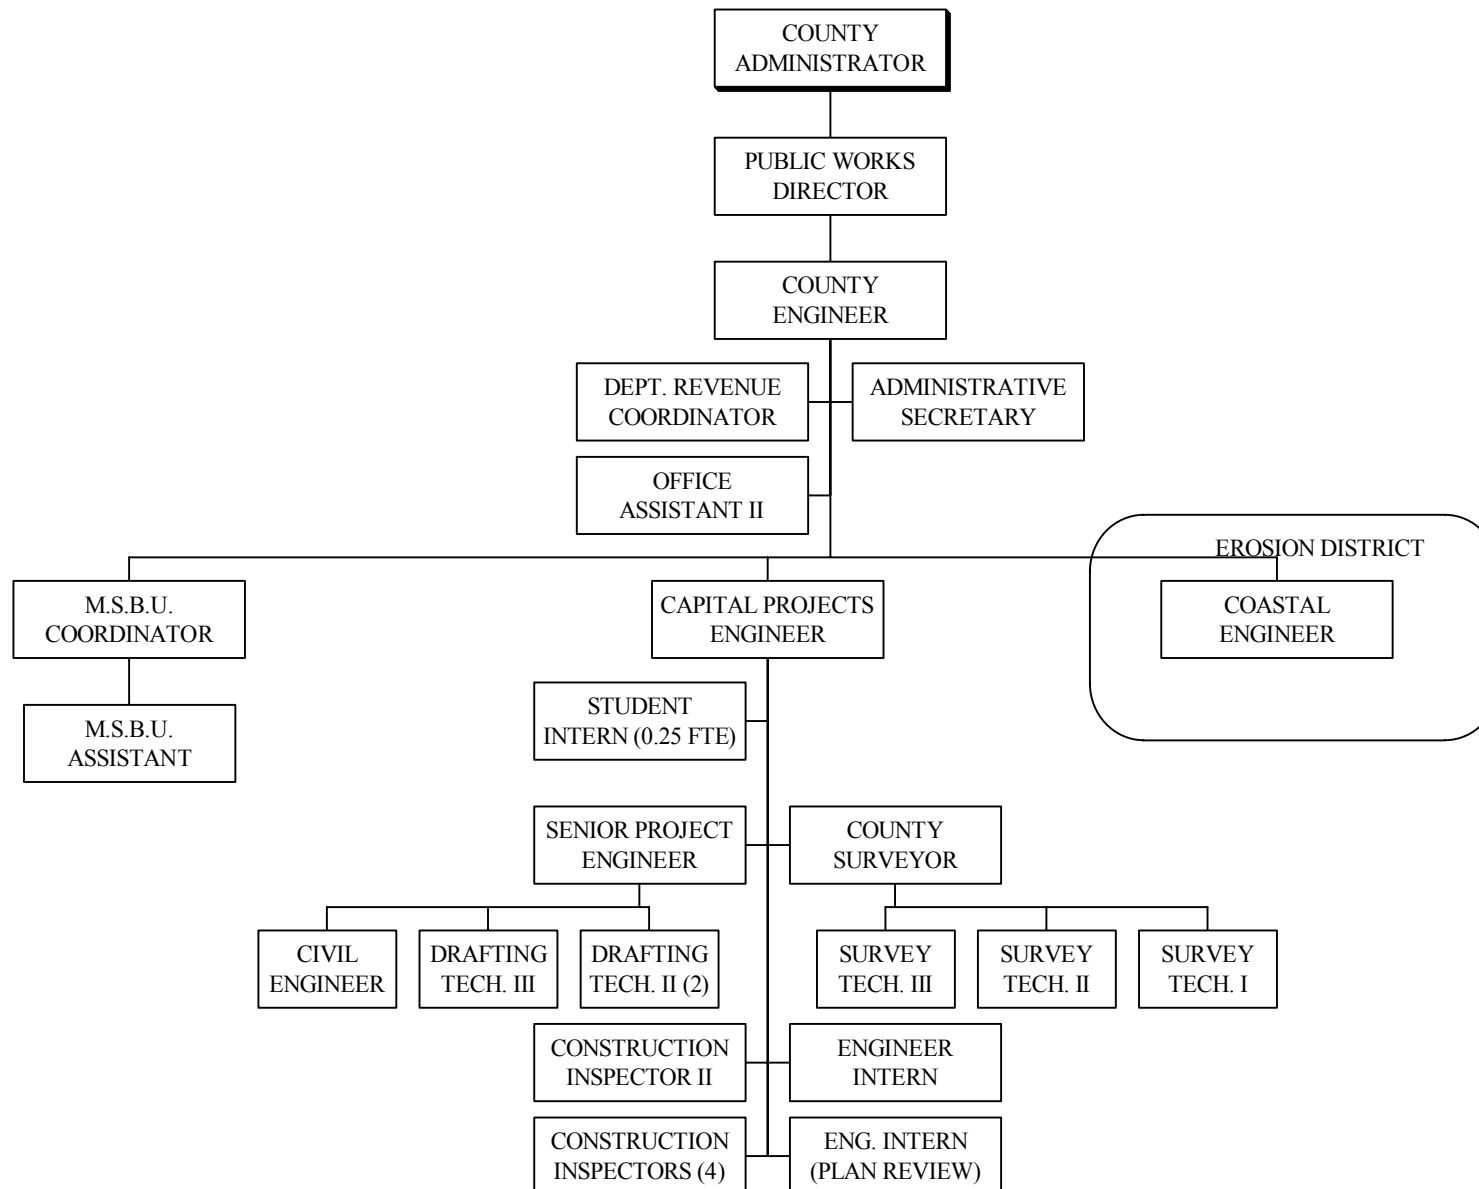 COUNTY
ADMINISTRATOR
PUBLIC WORKS
DIRECTOR
COUNTY
ENGINEER
DEPT. REVENUE
COORDINATOR
ADMINISTRATIVE
SECRETARY
OFFICE
ASSISTANT II
EROSION DISTRICT
M.S.B.U.
COORDINATOR
CAPITAL PROJECTS
ENGINEER
COASTAL
ENGINEER
M.S.B.U.
ASSISTANT
STUDENT
INTERN (0.25 FTE)
SENIOR PROJECT
ENGINEER
COUNTY
SURVEYOR
CIVIL
ENGINEER
DRAFTING
TECH. III
DRAFTING
TECH. II (2)
SURVEY
TECH. III
SURVEY
TECH. II
SURVEY
TECH. I
CONSTRUCTION
INSPECTOR II
ENGINEER
INTERN
CONSTRUCTION
INSPECTORS (4)
ENG. INTERN
(PLAN REVIEW)